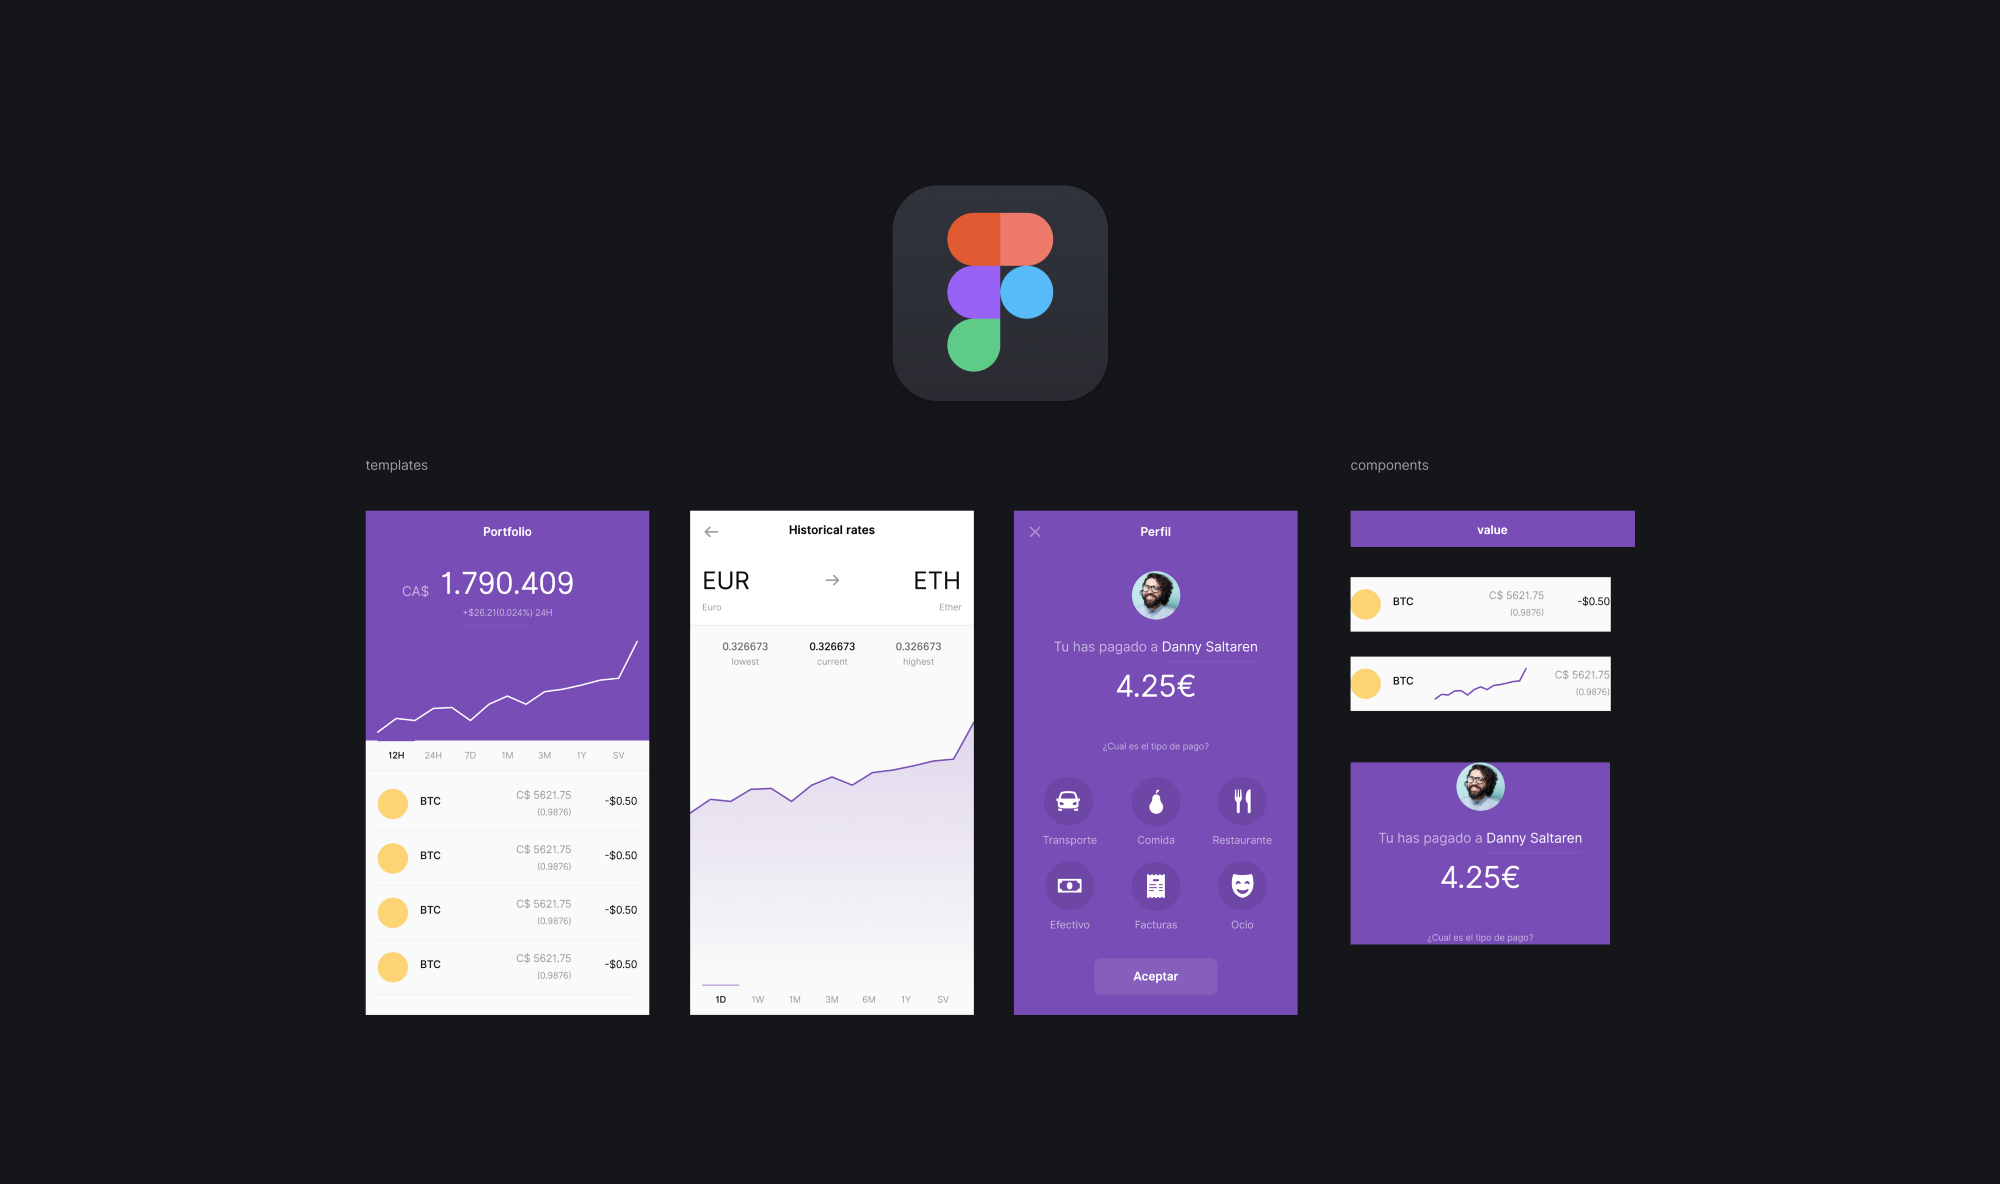 templates
components
Portfolio
CA$ 1.790.409
+$26.21(0.024%) 24H
12H 24H 7D 1M 3M 1Y SV
BTC C$ 5621.75 -$0.50
(0.9876)
BTC C$ 5621.75 -$0.50
(0.9876)
BTC C$ 5621.75 -$0.50
(0.9876)
BTC C$ 5621.75 -$0.50
(0.9876)
Historical rates
EUR ETH
Euro Ether
0.326673 0.326673 0.326673
lowest current highest
1D 1W 1M 3M 6M 1Y SV
Perfil
Tu has pagado a Danny Saltaren
4.25€
¿Cual es el tipo de pago?
Transporte Comida Restaurante
Efectivo Facturas Ocio
Aceptar
value
BTC C$ 5621.75 -$0.50
(0.9876)
BTC C$ 5621.75
(0.9876)
Tu has pagado a Danny Saltaren
4.25€
¿Cual es el tipo de pago?